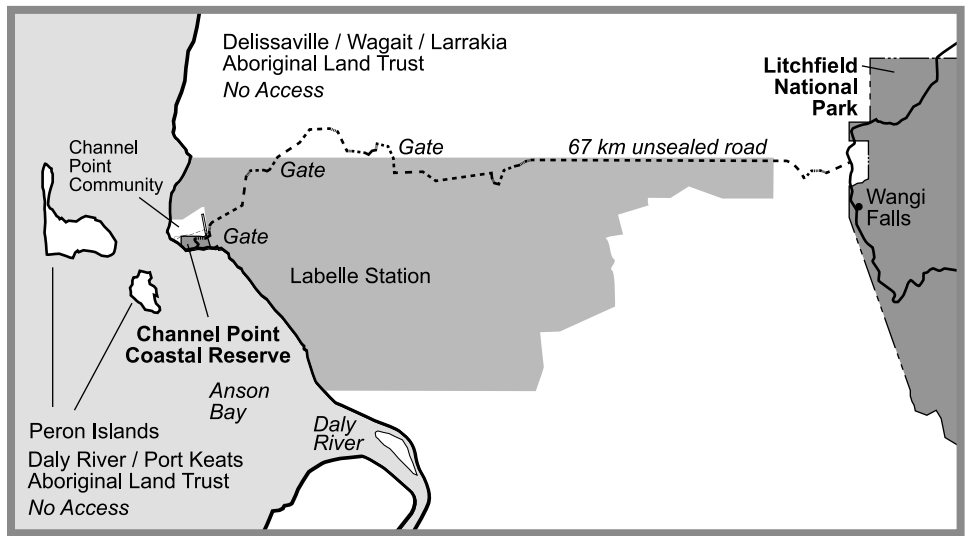 Delissaville / Wagait / Larrakia
Aboriginal Land Trust
No Access
Litchfield
National
Park
Channel
Point
Community
Gate
Gate
67 km unsealed road
Wangi
Falls
Gate
Labelle Station
Channel Point
Coastal Reserve
Anson
Bay
Daly
River
Peron Islands
Daly River / Port Keats
Aboriginal Land Trust
No Access